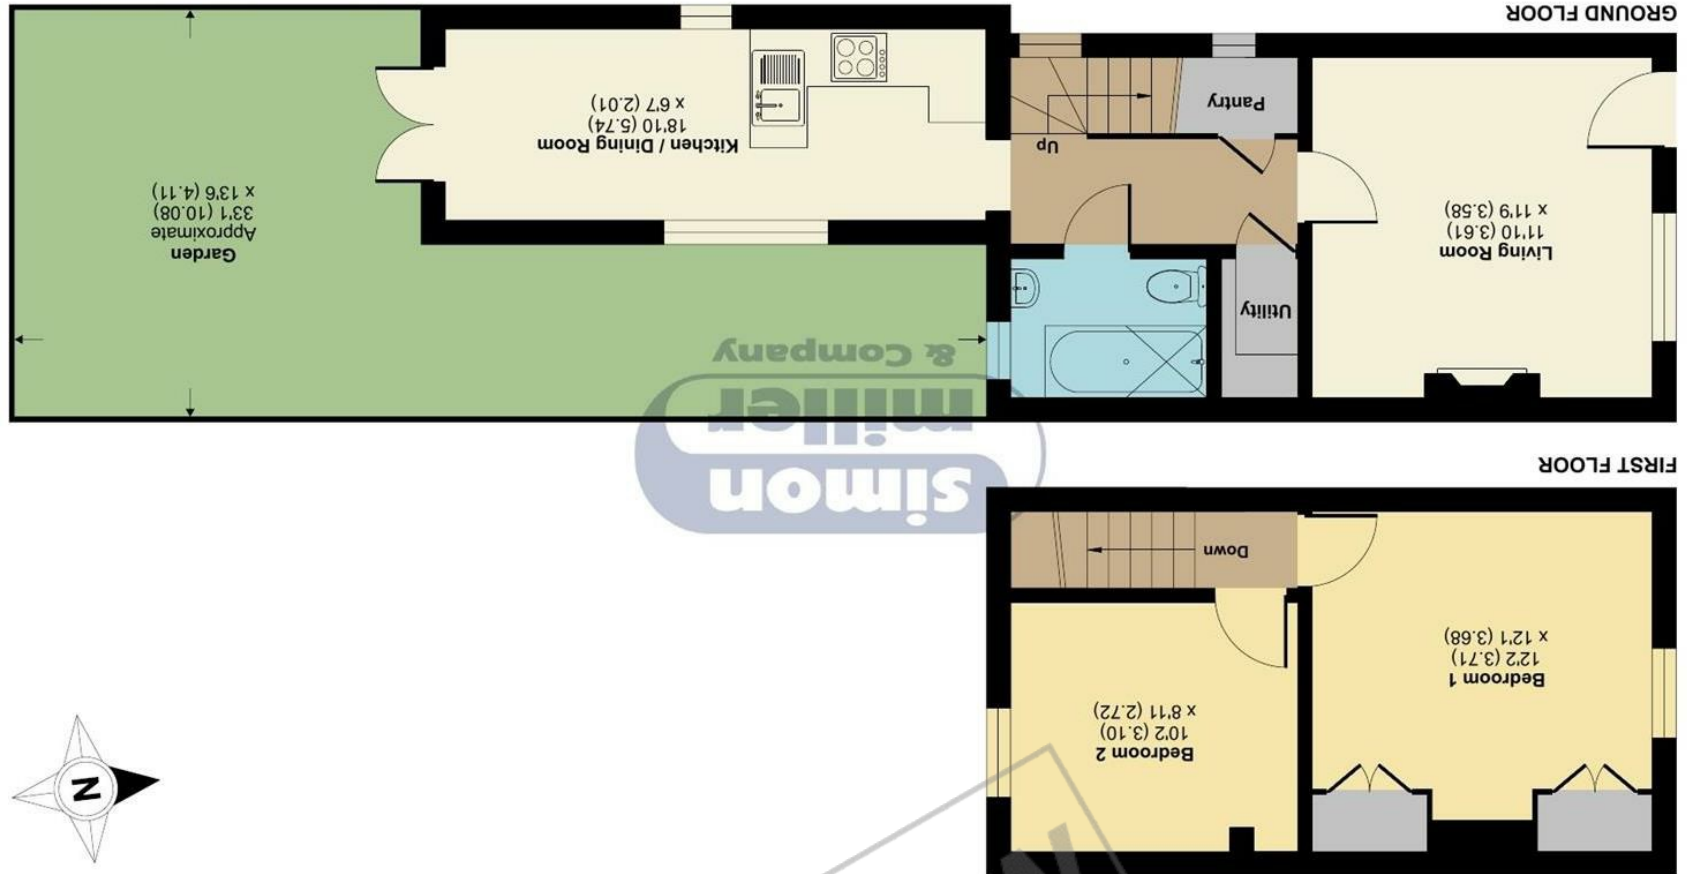 FIRST FLOOR
Bedroom 1
12'2 (3.71)
x 12'1 (3.68)
Bedroom 2
10'2 (3.10)
x 8'11 (2.72)
Down
N
simon
miller
& Company
GROUND FLOOR
Living Room
11'10 (3.61)
x 11'9 (3.58)
Utility
Pantry
Up
Kitchen / Dining Room
18'10 (5.74)
x 6'7 (2.01)
Garden
Approximate
33'1 (10.08)
x 13'6 (4.11)